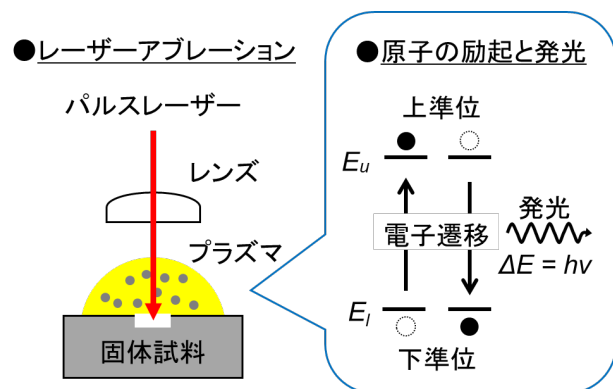 ●レーザーアブレーション
パルスレーザー
レンズ
プラズマ
固体試料
●原子の励起と発光
上準位
Eu
電子遷移
発光
ΔE = hν
El
下準位